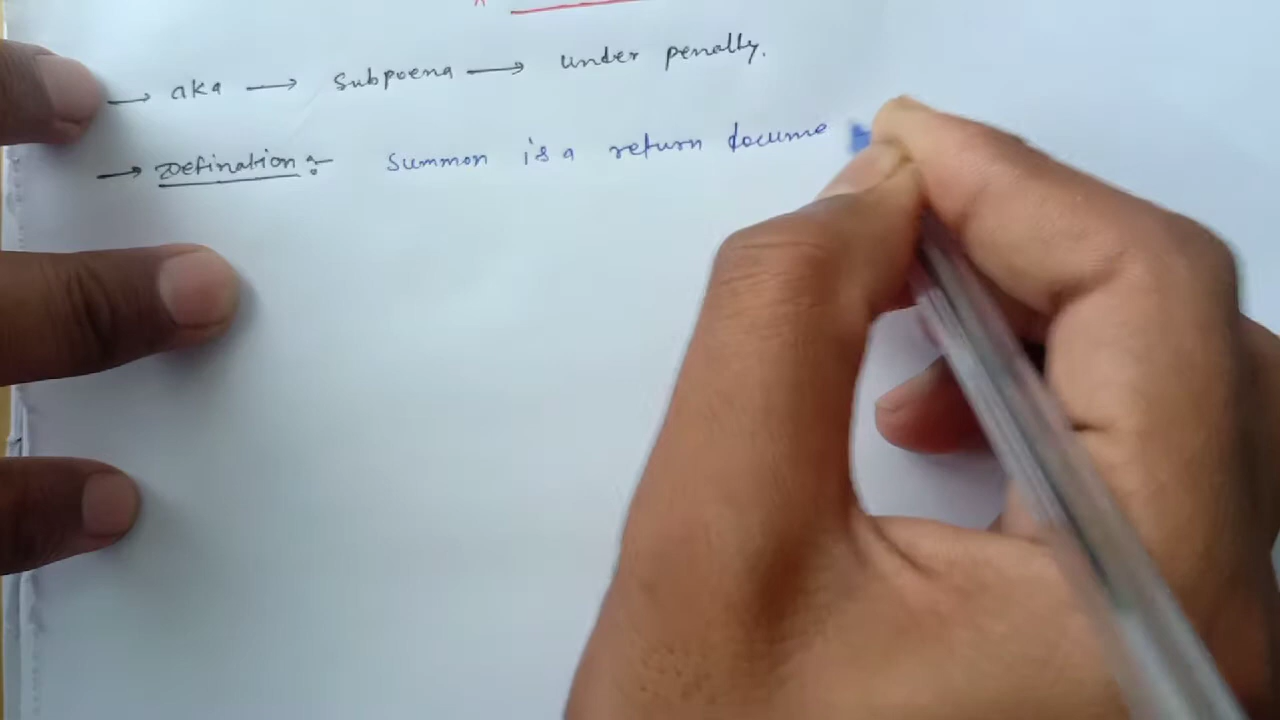 → aka → Subpoena → under penalty.
→ Defination :- Summon is a return docume